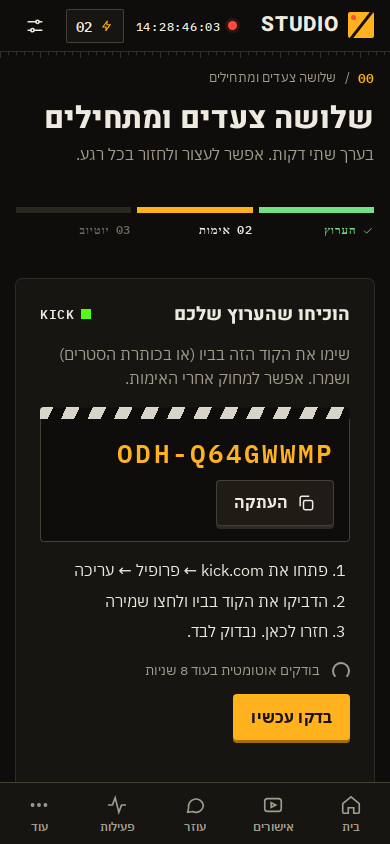 STUDIO
14:28:46:03
02
00 / שלושה צעדים ומתחילים
שלושה צעדים ומתחילים
בערך שתי דקות. אפשר לעצור ולחזור בכל רגע.
הערוץ
02 אימות
03 יוטיוב
הוכיחו שהערוץ שלכם
KICK
שימו את הקוד הזה בביו (או בכותרת הסטרים)
ושמרו. אפשר למחוק אחרי האימות.
ODH-Q64GWWMP
העתקה
1. פתחו את kick.com ← פרופיל ← עריכה
2. הדביקו את הקוד בביו ולחצו שמירה
3. חזרו לכאן. נבדוק לבד.
בודקים אוטומטית בעוד 8 שניות
בדקו עכשיו
בית
אישורים
עוזר
פעילות
עוד